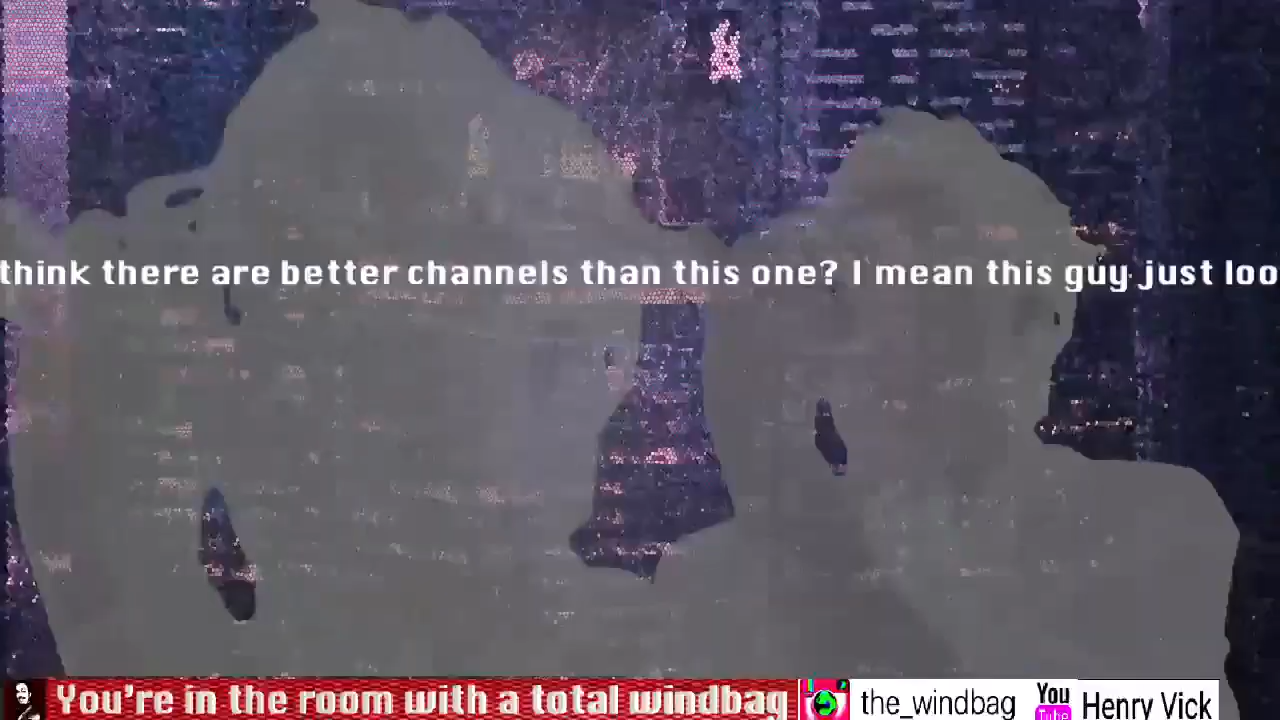 think there are better channels than this one? I mean this guy just loo
You're in the room with a total windbag
the_windbag
You
Tube
Henry Vick